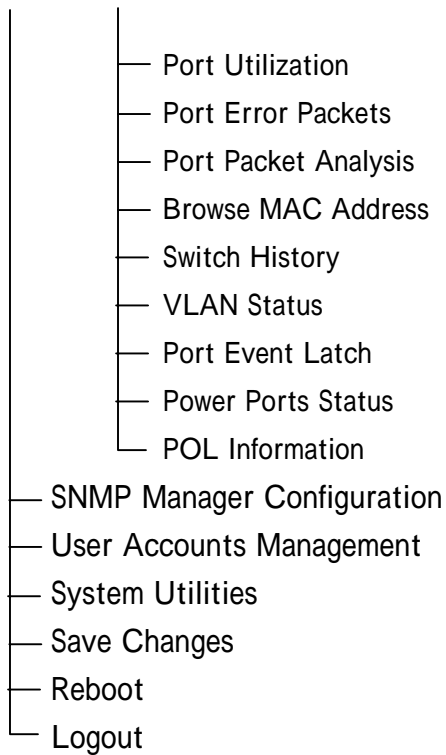 Port Utilization
Port Error Packets
Port Packet Analysis
Browse MAC Address
Switch History
VLAN Status
Port Event Latch
Power Ports Status
POL Information
SNMP Manager Configuration
User Accounts Management
System Utilities
Save Changes
Reboot
Logout